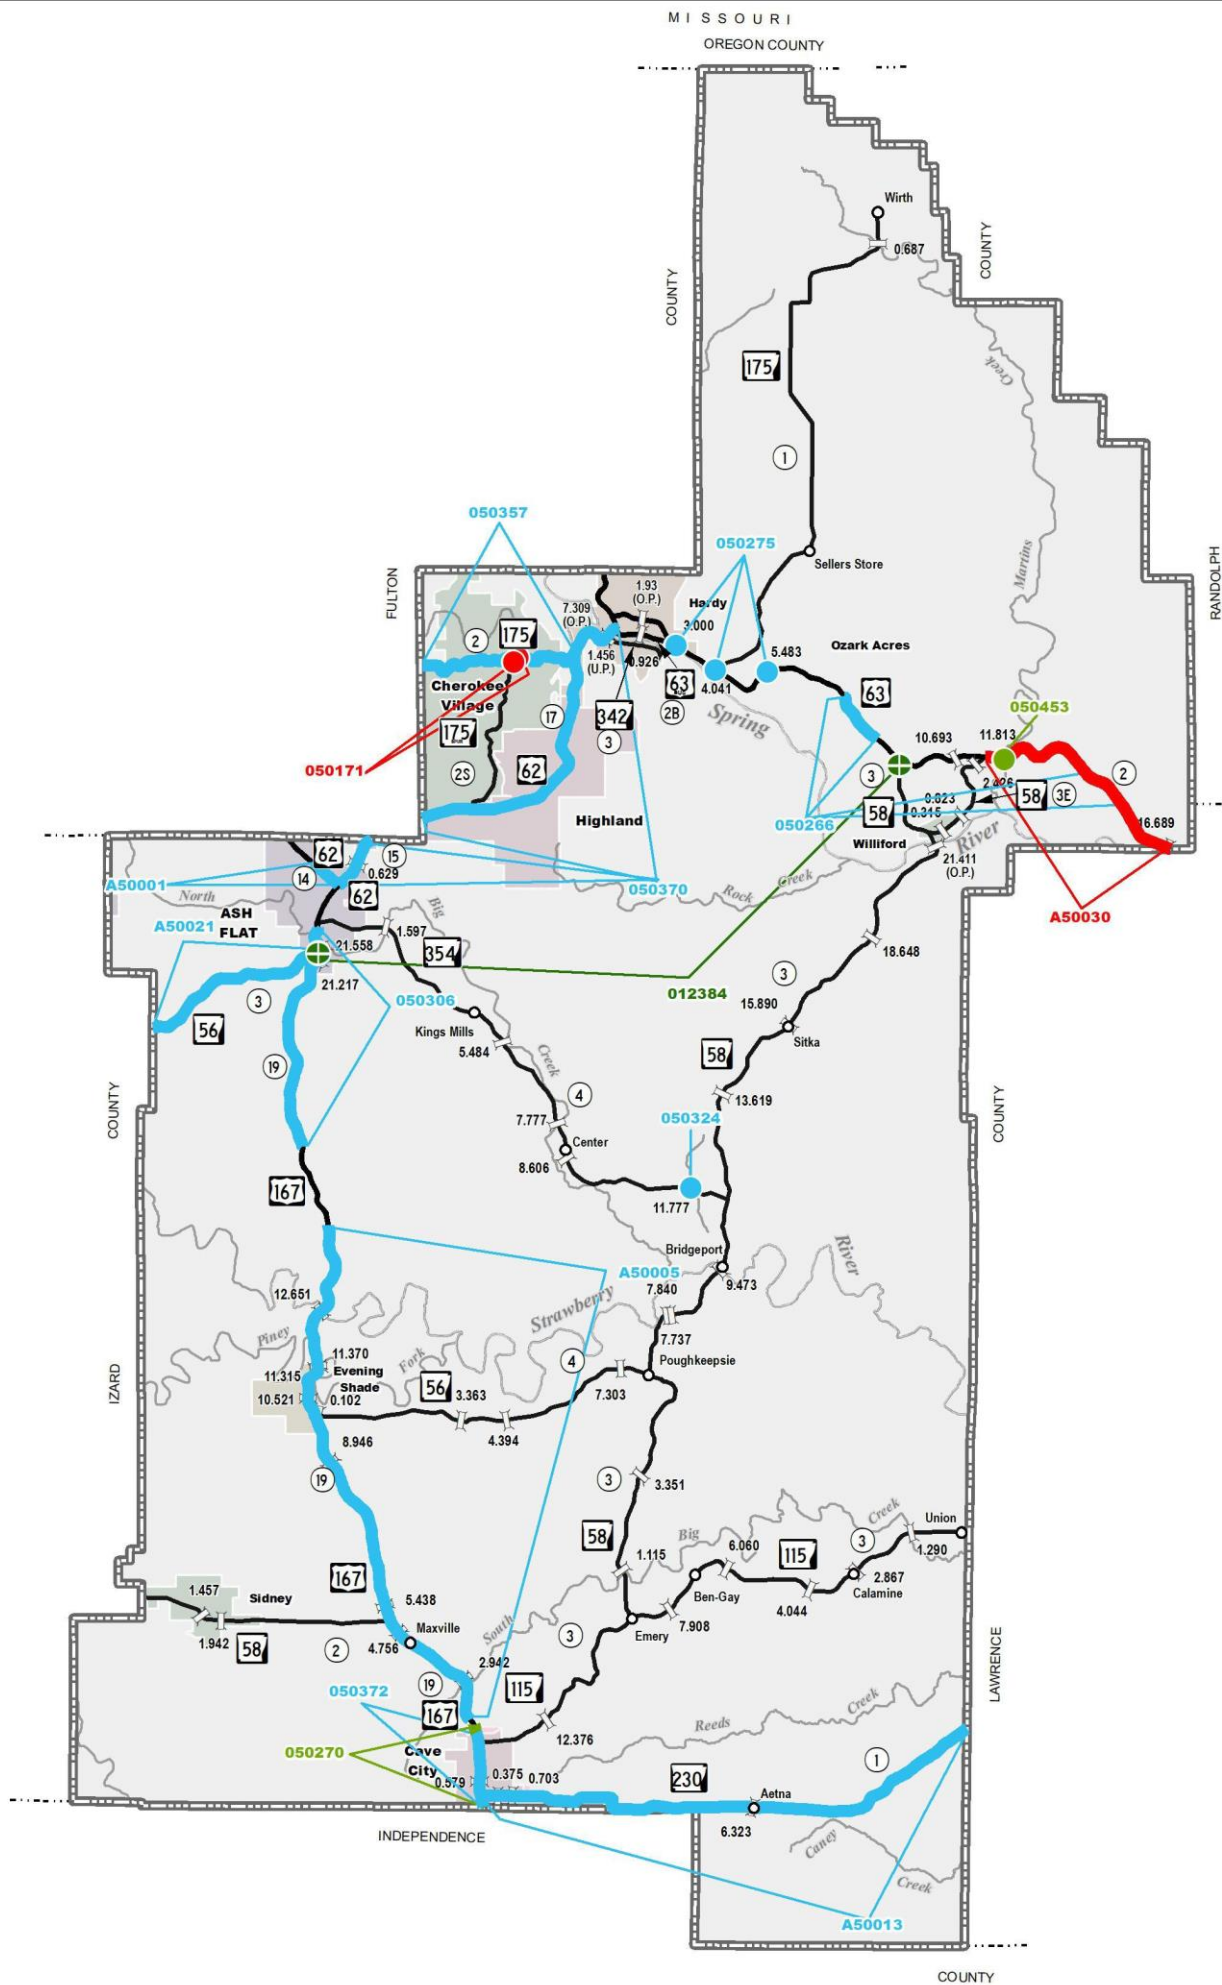 MISSOURI
OREGON COUNTY
Wirth
0.687
COUNTY
COUNTY
Creek
175
1
050357
050275
Martins
Sellers Store
RANDOLPH
FULTON
1.93
(O.P.)
7.309
(O.P.)
Hardy
3.000
2
175
1.456
(U.P.)
0.926
5.483
Ozark Acres
4.041
63
63
Cherokee
Village
2B
050453
17
342
Spring
175
3
10.693
11.813
050171
2S
62
3
2
2.426
58
3E
58
0.623
0.315
050266
16.689
Highland
Williford
River
21.411
(O.P.)
62
15
14
0.629
A50001
62
050370
North
Rock
Creek
A50030
ASH
FLAT
Big
A50021
1.597
21.558
354
18.648
21.217
3
012384
3
050306
15.890
56
Kings Mills
Sitka
5.484
Creek
58
19
4
13.619
COUNTY
COUNTY
7.777
050324
Center
8.606
167
11.777
Bridgeport
River
A50005
9.473
12.651
7.840
Strawberry
Piney
7.737
11.370
Fork
4
Poughkeepsie
11.315
Evening
Shade
IZARD
56
3.363
7.303
10.521
0.102
4.394
8.946
19
3
3.351
Creek
Union
58
Big
6.060
3
1.290
1.115
115
167
2.867
1.457
Ben-Gay
Calamine
Sidney
5.438
4.044
Maxville
South
7.908
Emery
1.942
58
2
4.756
3
2.942
LAWRENCE
19
115
050372
Creek
167
Reeds
12.376
050270
Cave
City
1
0.579
0.375
0.703
230
Aetna
6.323
INDEPENDENCE
Caney
Creek
A50013
COUNTY